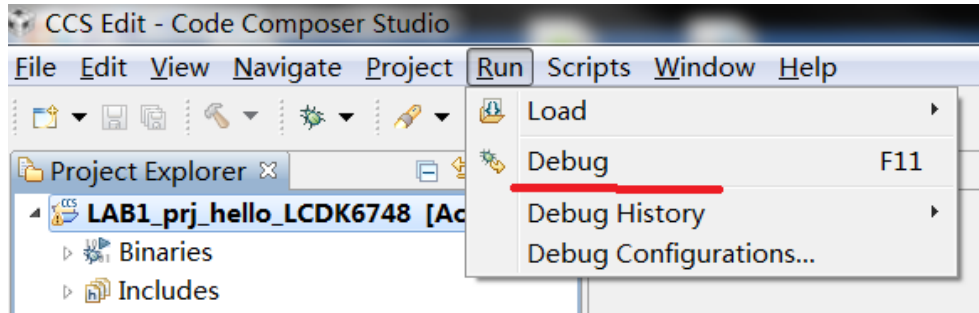 CCS Edit - Code Composer Studio
File Edit View Navigate Project Run Scripts Window Help
Load
Project Explorer
Debug F11
LAB1_prj_hello_LCDK6748 [Ac
Debug History
Binaries
Debug Configurations...
Includes